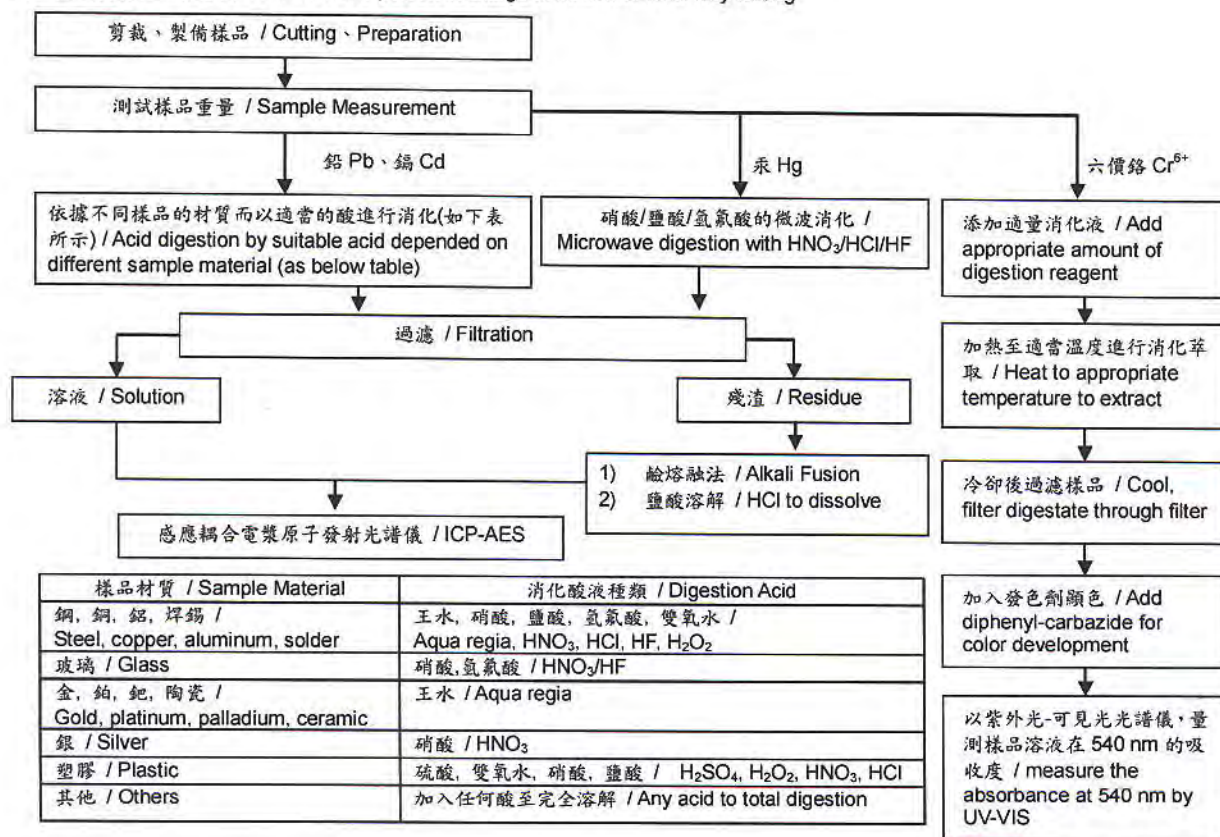 剪裁、製備樣品 / Cutting、Preparation
測試樣品重量 / Sample Measurement
鉛 Pb、鎘 Cd
汞 Hg
六價鉻 Cr⁶⁺
依據不同樣品的材質而以適當的酸進行消化(如下表
所示) / Acid digestion by suitable acid depended on
different sample material (as below table)
硝酸/鹽酸/氫氟酸的微波消化 /
Microwave digestion with HNO₃/HCl/HF
添加適量消化液 / Add
appropriate amount of
digestion reagent
過濾 / Filtration
加熱至適當溫度進行消化萃
取 / Heat to appropriate
temperature to extract
溶液 / Solution
殘渣 / Residue
1) 鹼熔融法 / Alkali Fusion
2) 鹽酸溶解 / HCl to dissolve
冷卻後過濾樣品 / Cool,
filter digestate through filter
感應耦合電漿原子發射光譜儀 / ICP-AES
樣品材質 / Sample Material
消化酸液種類 / Digestion Acid
鋼, 銅, 鋁, 焊錫 /
Steel, copper, aluminum, solder
王水, 硝酸, 鹽酸, 氫氟酸, 雙氧水 /
Aqua regia, HNO₃, HCl, HF, H₂O₂
玻璃 / Glass
硝酸,氫氟酸 / HNO₃/HF
金, 鉑, 鈀, 陶瓷 /
Gold, platinum, palladium, ceramic
王水 / Aqua regia
銀 / Silver
硝酸 / HNO₃
塑膠 / Plastic
硫酸, 雙氧水, 硝酸, 鹽酸 / H₂SO₄, H₂O₂, HNO₃, HCl
其他 / Others
加入任何酸至完全溶解 / Any acid to total digestion
加入發色劑顯色 / Add
diphenyl-carbazide for
color development
以紫外光-可見光光譜儀,量
測樣品溶液在 540 nm 的吸
收度 / measure the
absorbance at 540 nm by
UV-VIS